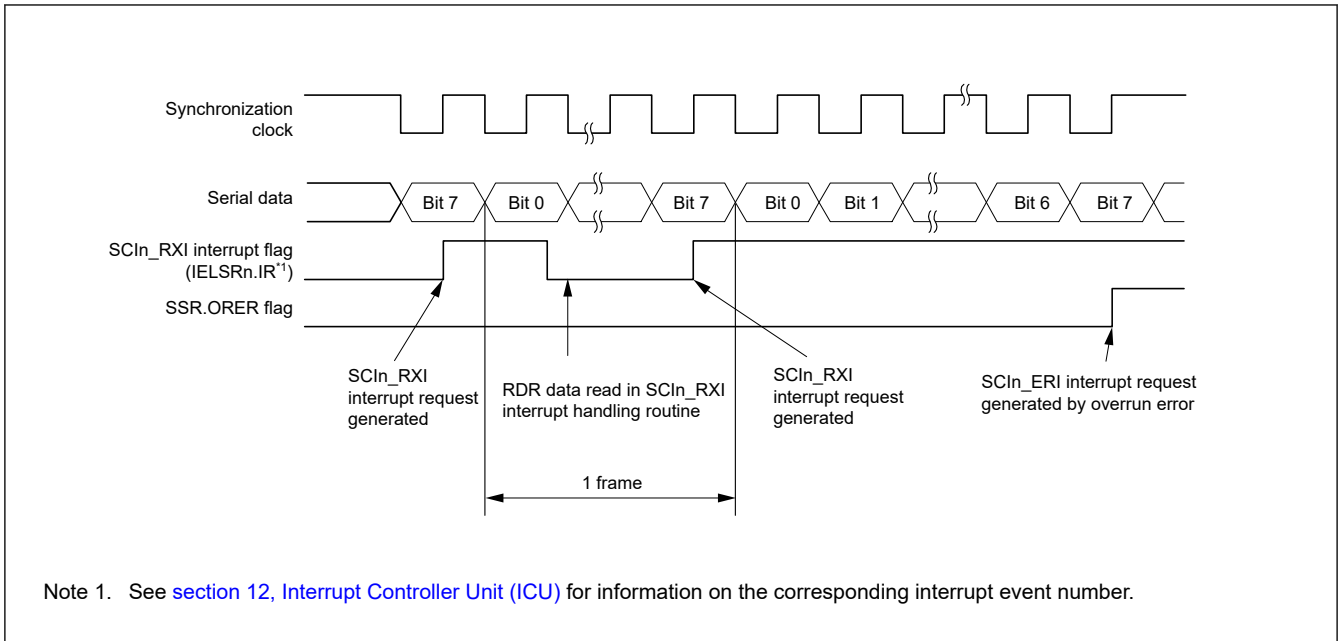 Synchronization
clock
Serial data
Bit 7
Bit 0
Bit 7
Bit 0
Bit 1
Bit 6
Bit 7
SCIn_RXI interrupt flag
(IELSRn.IR*1)
SSR.ORER flag
SCIn_RXI
interrupt request
generated
RDR data read in SCIn_RXI
interrupt handling routine
SCIn_RXI
interrupt request
generated
SCIn_ERI interrupt request
generated by overrun error
1 frame
Note 1. See section 12, Interrupt Controller Unit (ICU) for information on the corresponding interrupt event number.